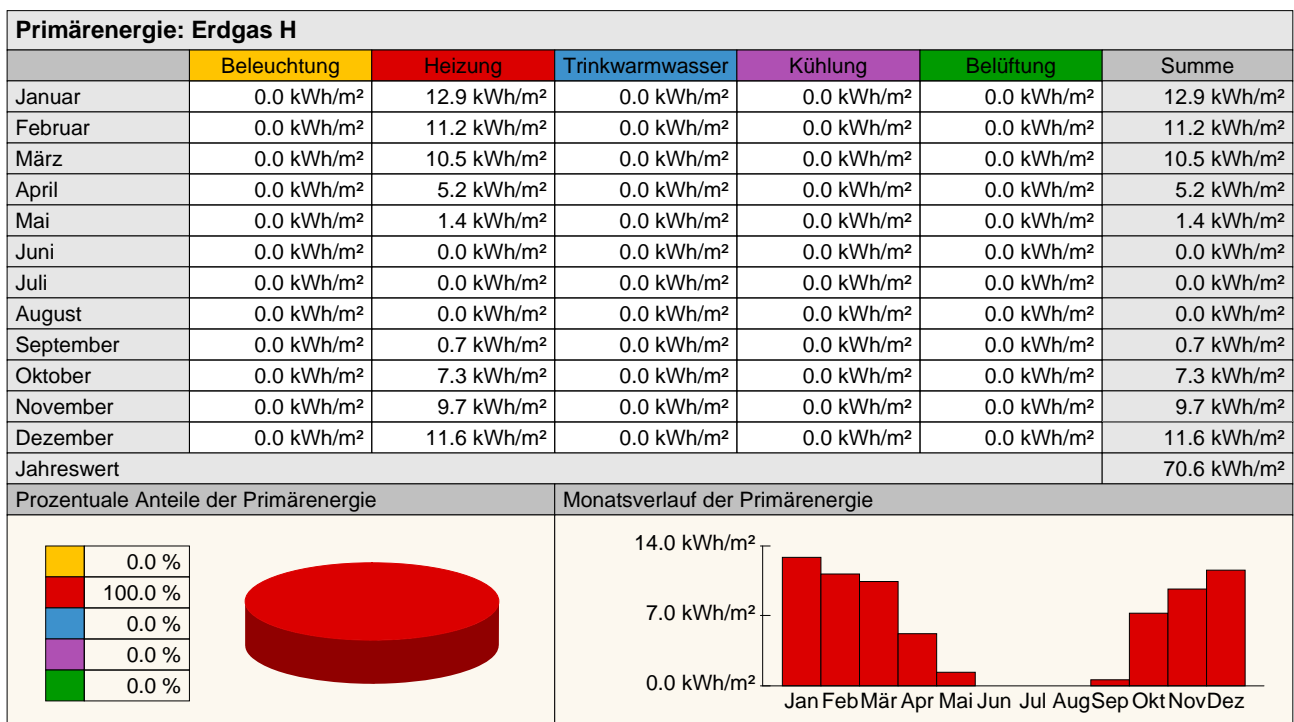 Primärenergie: Erdgas H
Beleuchtung Heizung Trinkwarmwasser Kühlung Belüftung Summe
Januar 0.0 kWh/m² 12.9 kWh/m² 0.0 kWh/m² 0.0 kWh/m² 0.0 kWh/m² 12.9 kWh/m²
Februar 0.0 kWh/m² 11.2 kWh/m² 0.0 kWh/m² 0.0 kWh/m² 0.0 kWh/m² 11.2 kWh/m²
März 0.0 kWh/m² 10.5 kWh/m² 0.0 kWh/m² 0.0 kWh/m² 0.0 kWh/m² 10.5 kWh/m²
April 0.0 kWh/m² 5.2 kWh/m² 0.0 kWh/m² 0.0 kWh/m² 0.0 kWh/m² 5.2 kWh/m²
Mai 0.0 kWh/m² 1.4 kWh/m² 0.0 kWh/m² 0.0 kWh/m² 0.0 kWh/m² 1.4 kWh/m²
Juni 0.0 kWh/m² 0.0 kWh/m² 0.0 kWh/m² 0.0 kWh/m² 0.0 kWh/m² 0.0 kWh/m²
Juli 0.0 kWh/m² 0.0 kWh/m² 0.0 kWh/m² 0.0 kWh/m² 0.0 kWh/m² 0.0 kWh/m²
August 0.0 kWh/m² 0.0 kWh/m² 0.0 kWh/m² 0.0 kWh/m² 0.0 kWh/m² 0.0 kWh/m²
September 0.0 kWh/m² 0.7 kWh/m² 0.0 kWh/m² 0.0 kWh/m² 0.0 kWh/m² 0.7 kWh/m²
Oktober 0.0 kWh/m² 7.3 kWh/m² 0.0 kWh/m² 0.0 kWh/m² 0.0 kWh/m² 7.3 kWh/m²
November 0.0 kWh/m² 9.7 kWh/m² 0.0 kWh/m² 0.0 kWh/m² 0.0 kWh/m² 9.7 kWh/m²
Dezember 0.0 kWh/m² 11.6 kWh/m² 0.0 kWh/m² 0.0 kWh/m² 0.0 kWh/m² 11.6 kWh/m²
Jahreswert 70.6 kWh/m²
Prozentuale Anteile der Primärenergie
0.0 %
100.0 %
0.0 %
0.0 %
0.0 %
Monatsverlauf der Primärenergie
14.0 kWh/m²
7.0 kWh/m²
0.0 kWh/m²
Jan Feb Mär Apr Mai Jun Jul Aug Sep Okt Nov Dez